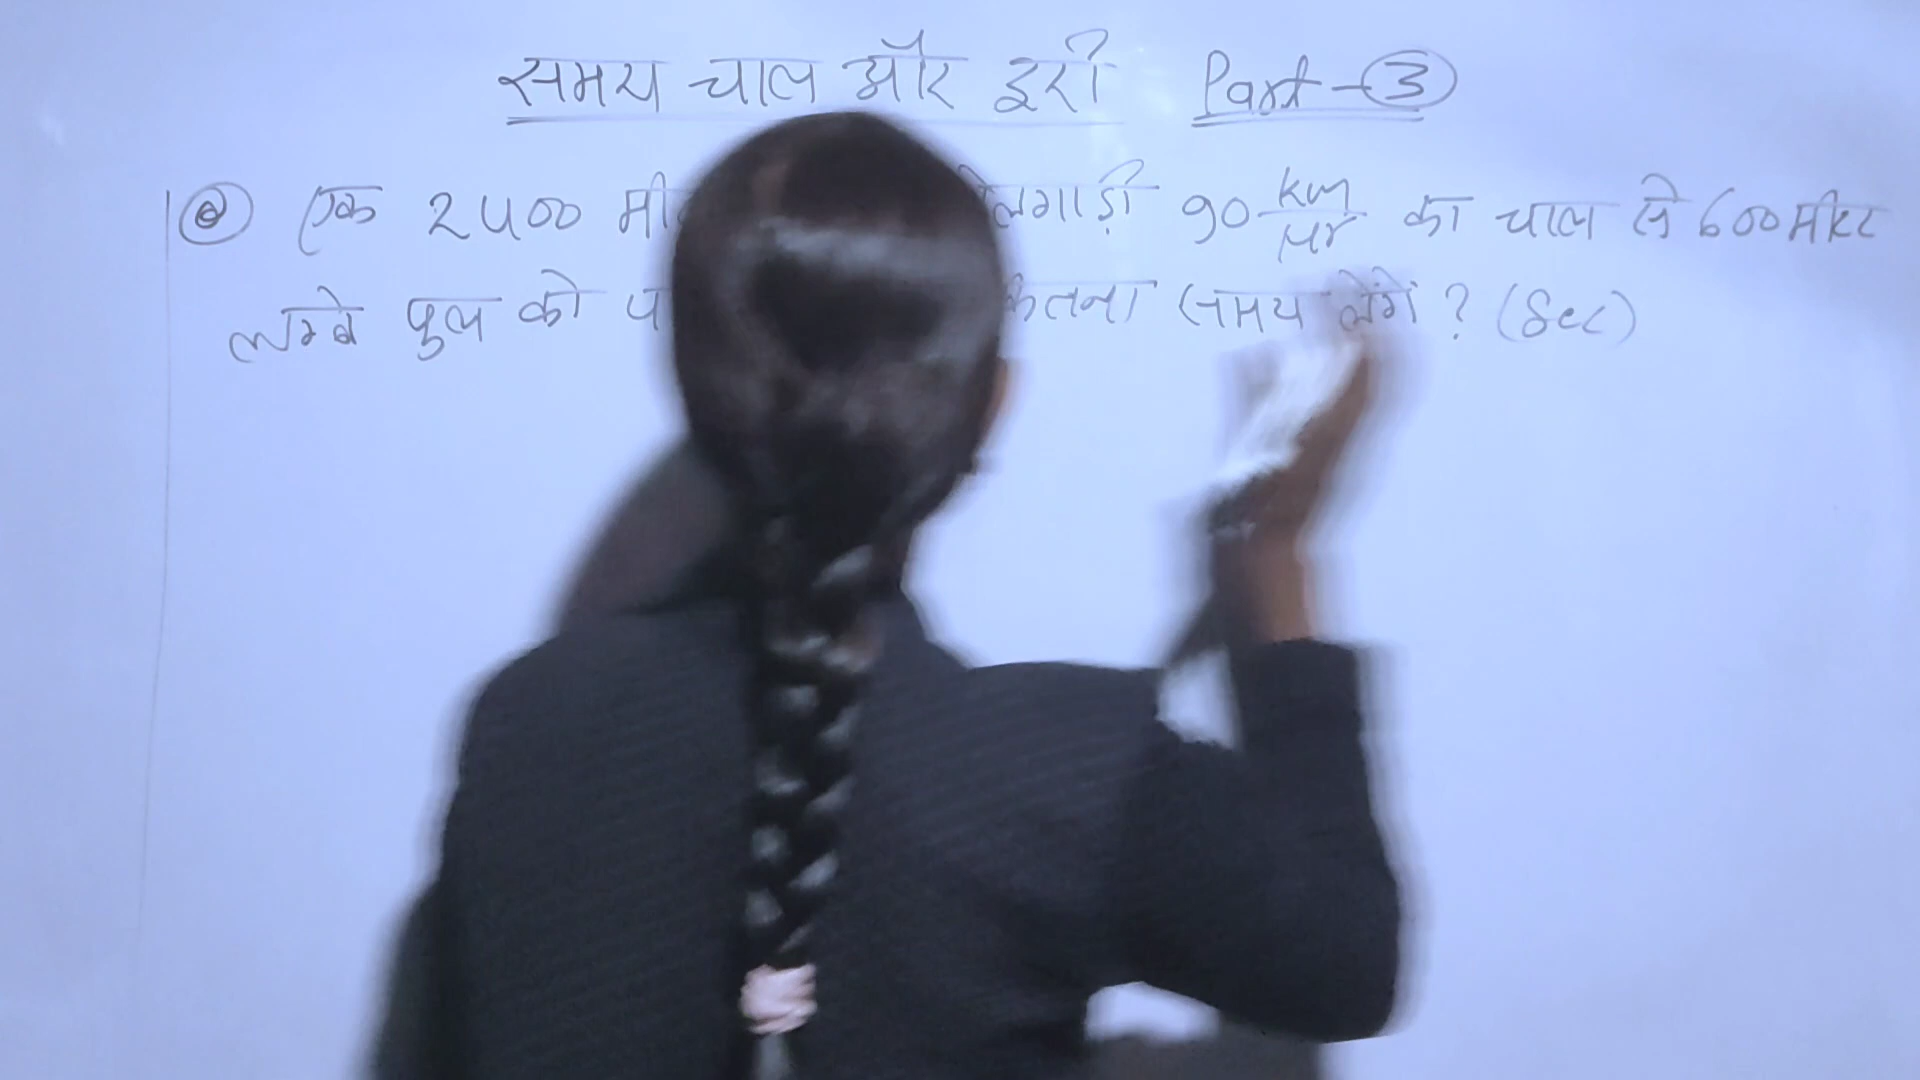 समय चाल और दूरी Part-③
@ एक 2400 मी लगाड़ी 90 km/Hr का चाल से 600 मीटर
लम्बे पुल को प कितना समय लेंगे ? (Sec)